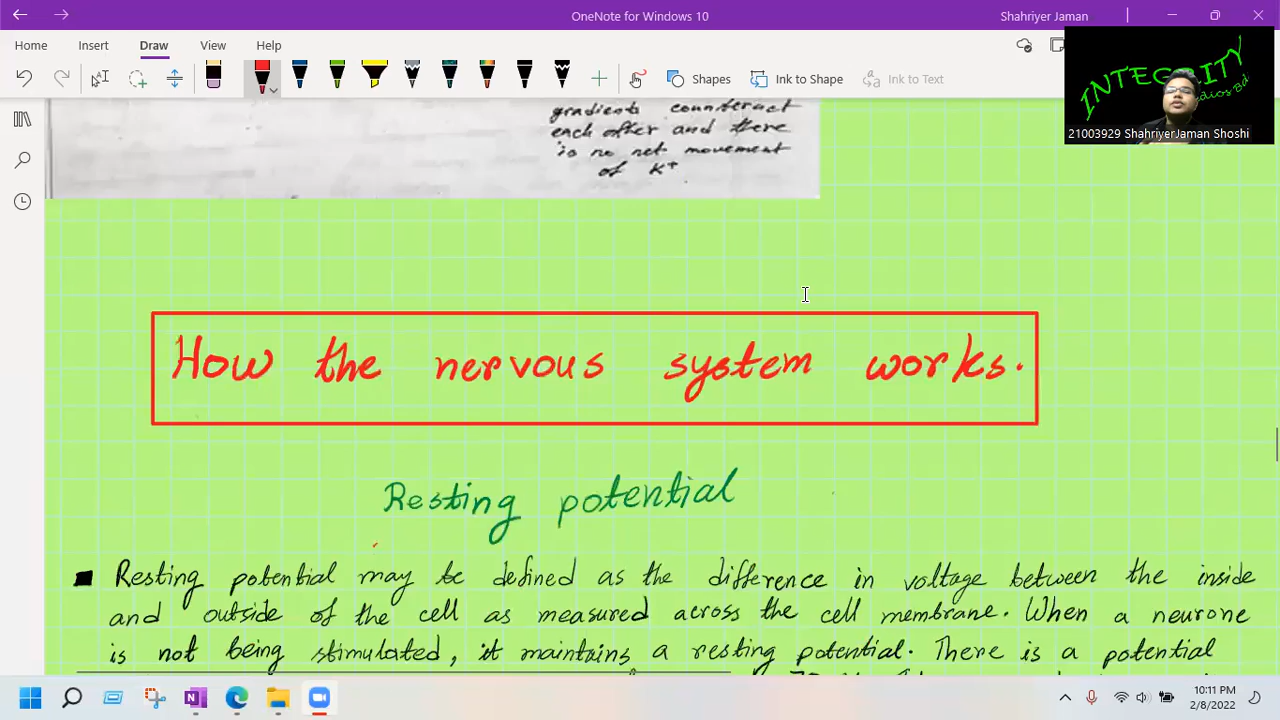 OneNote for Windows 10
Shahriyer Jaman
Home Insert Draw View Help
Shapes
Ink to Shape
Ink to Text
INTEGRITY
21003929 ShahriyerJaman Shoshi
gradients counteract
each other and there
is no net movement
of K+
How the nervous system works.
Resting potential
Resting potential may be defined as the difference in voltage between the inside
and outside of the cell as measured across the cell membrane. When a neurone
is not being stimulated, it maintains a resting potential. There is a potential
10:11 PM
2/8/2022